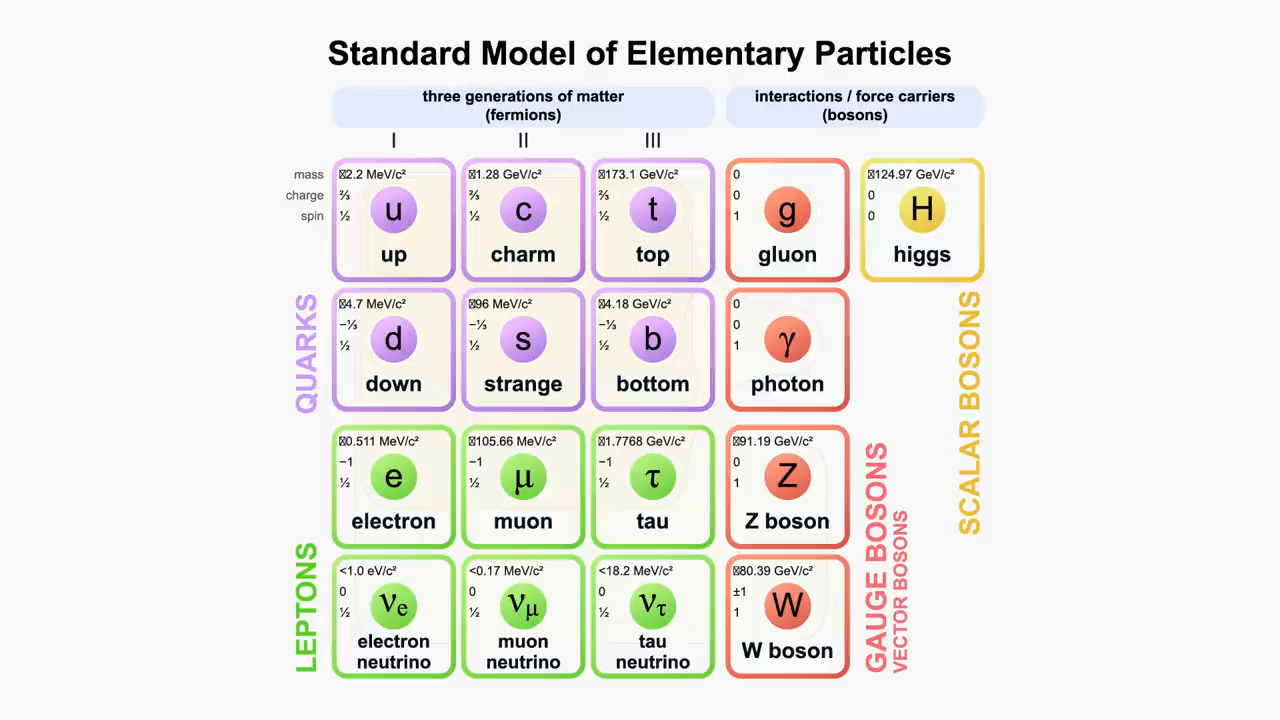 Standard Model of Elementary Particles
three generations of matter
(fermions)
interactions / force carriers
(bosons)
I
II
III
mass
charge
spin
2.2 MeV/c²
⅔
½
u
up
1.28 GeV/c²
⅔
½
c
charm
173.1 GeV/c²
⅔
½
t
top
0
0
1
g
gluon
124.97 GeV/c²
0
0
H
higgs
QUARKS
4.7 MeV/c²
−⅓
½
d
down
96 MeV/c²
−⅓
½
s
strange
4.18 GeV/c²
−⅓
½
b
bottom
0
0
1
γ
photon
SCALAR BOSONS
LEPTONS
0.511 MeV/c²
−1
½
e
electron
105.66 MeV/c²
−1
½
μ
muon
1.7768 GeV/c²
−1
½
τ
tau
91.19 GeV/c²
0
1
Z
Z boson
<1.0 eV/c²
0
½
νe
electron
neutrino
<0.17 MeV/c²
0
½
νμ
muon
neutrino
<18.2 MeV/c²
0
½
ντ
tau
neutrino
80.39 GeV/c²
±1
1
W
W boson
GAUGE BOSONS
VECTOR BOSONS